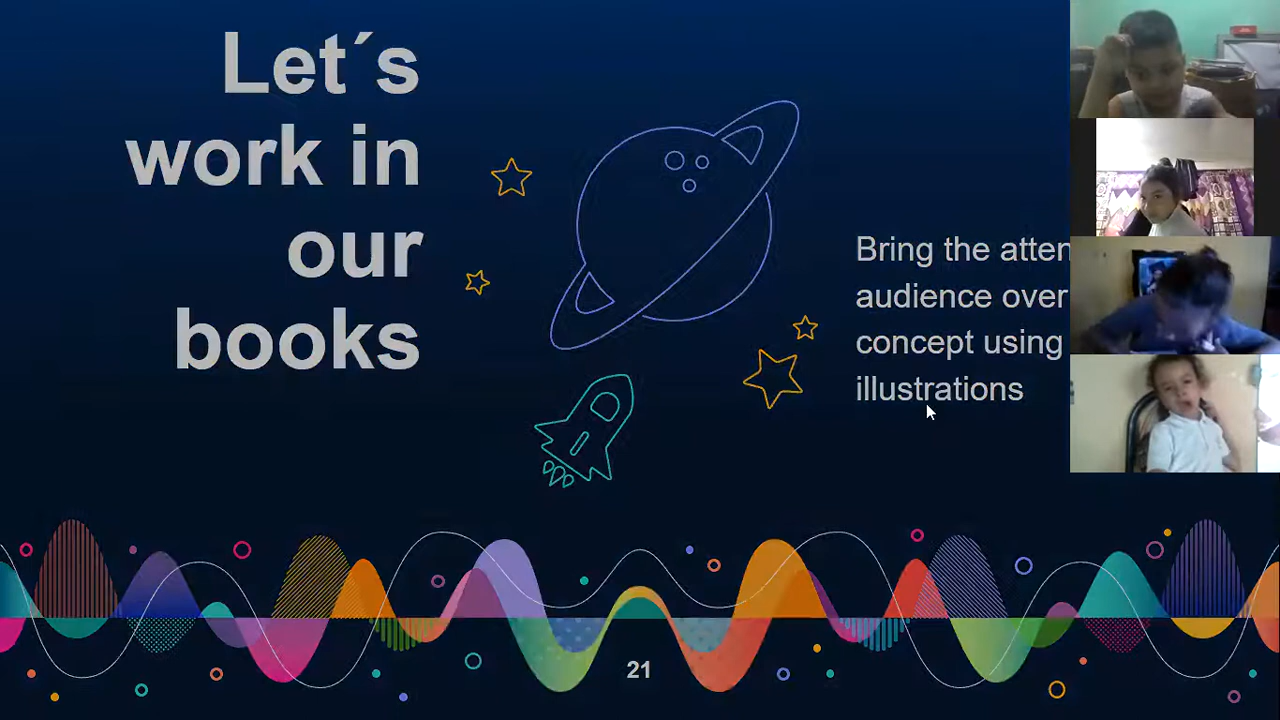 Let´s
work in
our
books
Bring the atten
audience over
concept using
illustrations
21